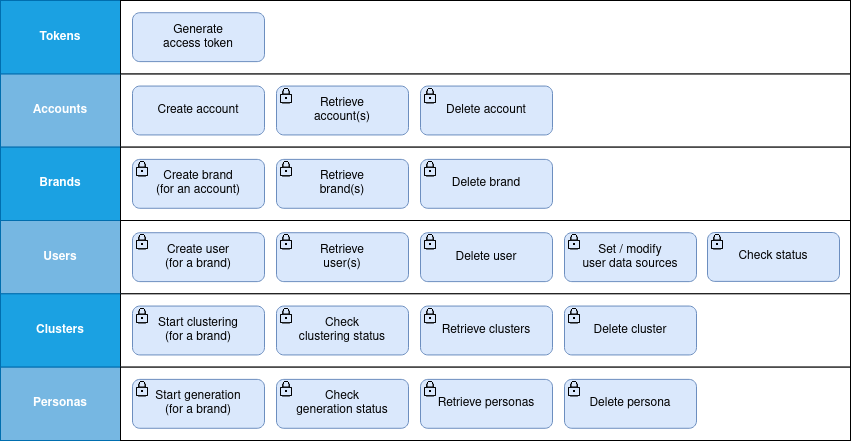 Tokens
Generate
access token
Accounts
Create account
Retrieve
account(s)
Delete account
Brands
Create brand
(for an account)
Retrieve
brand(s)
Delete brand
Users
Create user
(for a brand)
Retrieve
user(s)
Delete user
Set / modify
user data sources
Check status
Clusters
Start clustering
(for a brand)
Check
clustering status
Retrieve clusters
Delete cluster
Personas
Start generation
(for a brand)
Check
generation status
Retrieve personas
Delete persona